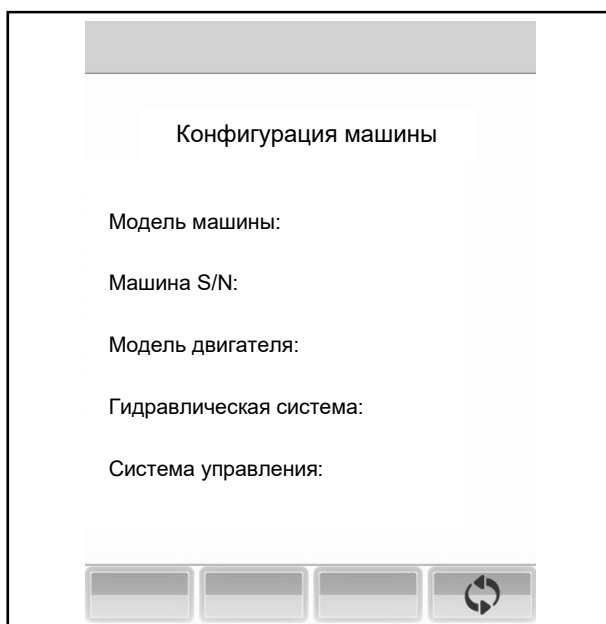 Конфигурация машины
Модель машины:
Машина S/N:
Модель двигателя:
Гидравлическая система:
Система управления: